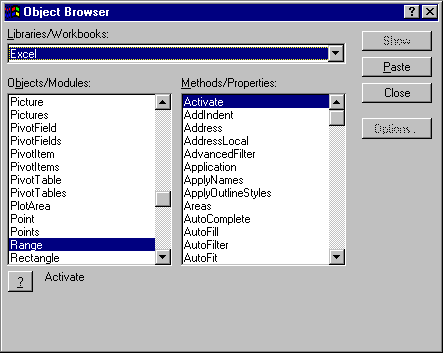 Object Browser
? ×
Libraries/Workbooks:
Excel
Show
Paste
Close
Options...
Objects/Modules:
Picture
Pictures
PivotField
PivotFields
PivotItem
PivotItems
PivotTable
PivotTables
PlotArea
Point
Points
Range
Rectangle
Methods/Properties:
Activate
AddIndent
Address
AddressLocal
AdvancedFilter
Application
ApplyNames
ApplyOutlineStyles
Areas
AutoComplete
AutoFill
AutoFilter
AutoFit
? Activate